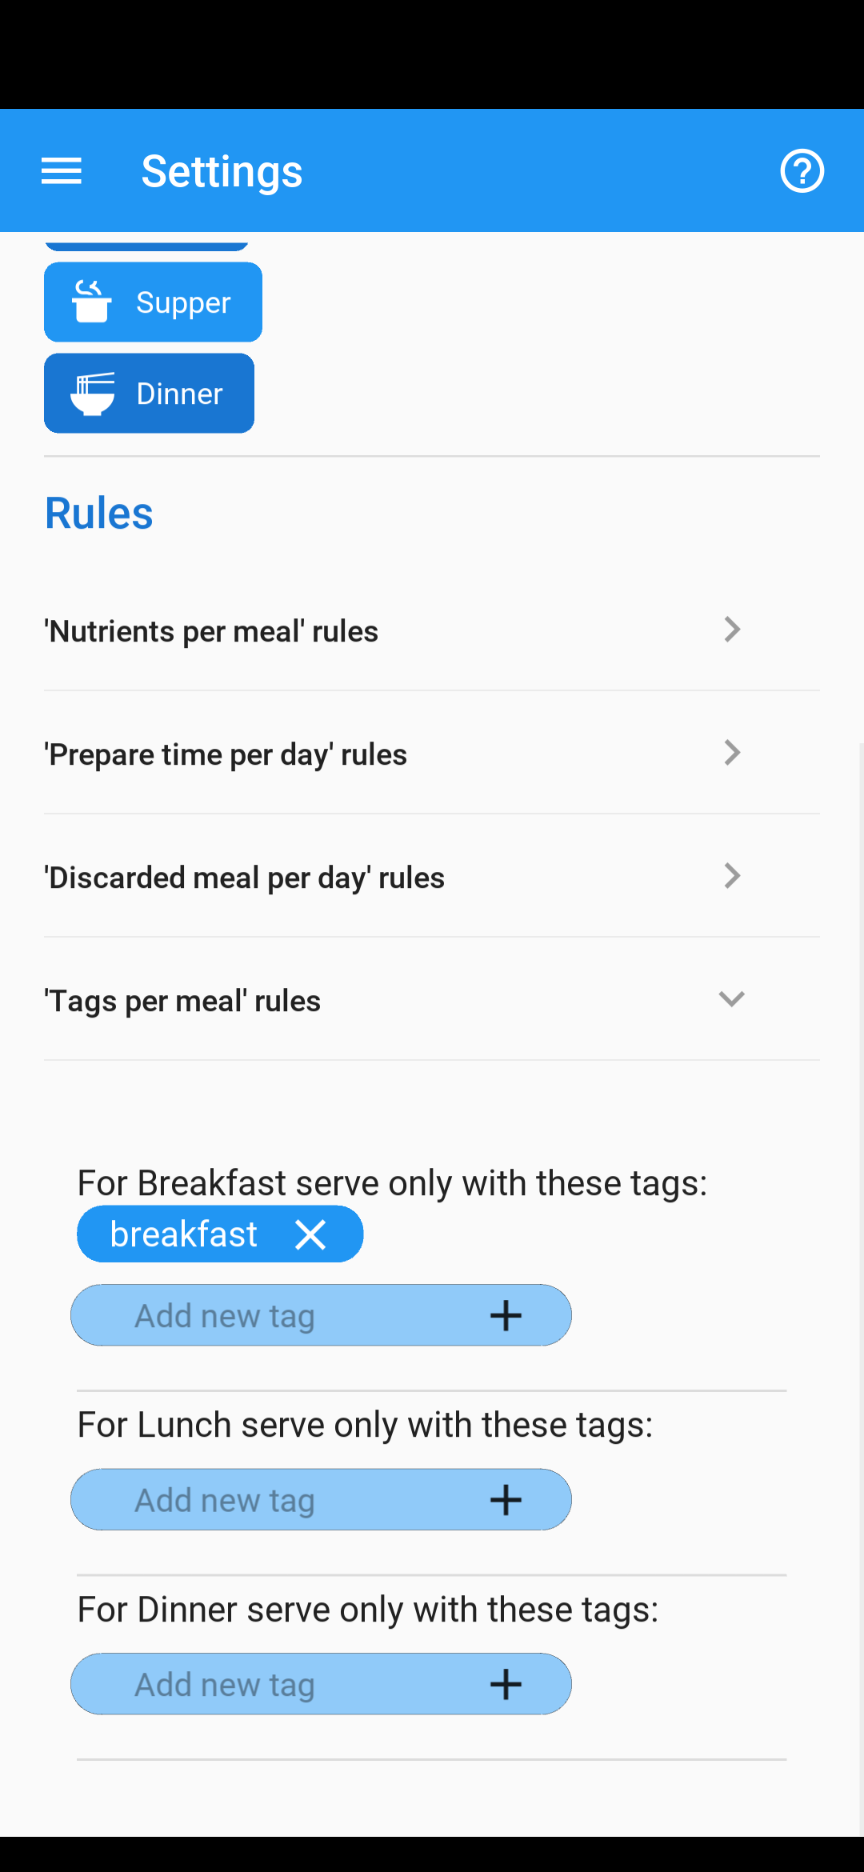 Settings
Supper
Dinner
Rules
'Nutrients per meal' rules
'Prepare time per day' rules
'Discarded meal per day' rules
'Tags per meal' rules
For Breakfast serve only with these tags:
breakfast
Add new tag
For Lunch serve only with these tags:
Add new tag
For Dinner serve only with these tags:
Add new tag